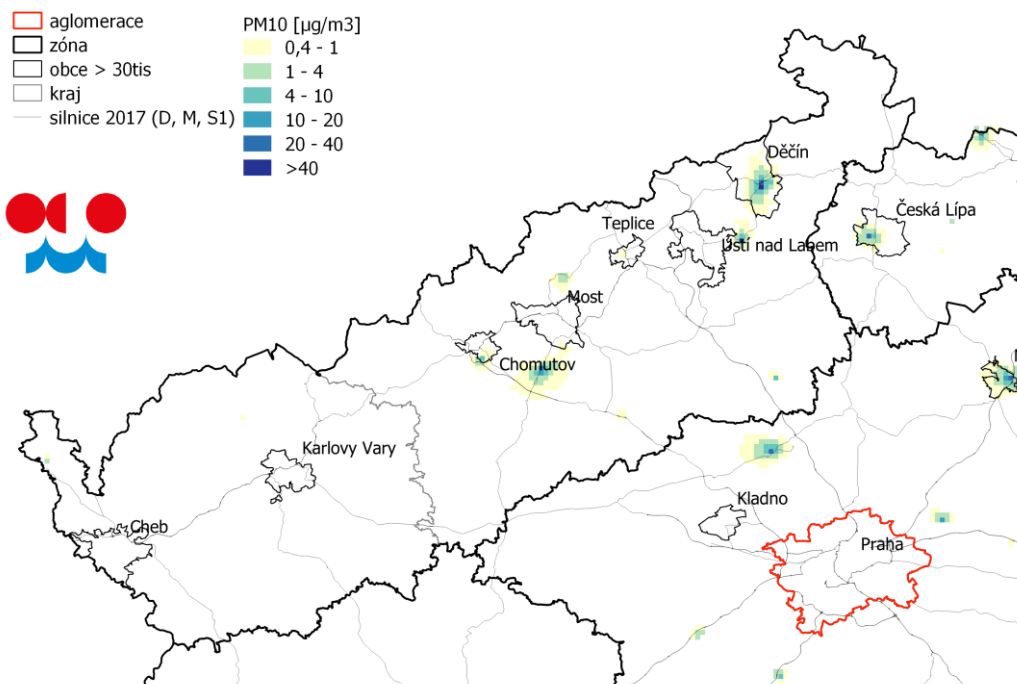 aglomerace
zóna
obce > 30tis
kraj
silnice 2017 (D, M, S1)
PM10 [µg/m3]
0,4 - 1
1 - 4
4 - 10
10 - 20
20 - 40
>40
Děčín
Česká Lípa
Teplice
Ústí nad Labem
Most
Chomutov
Karlovy Vary
Kladno
Cheb
Praha